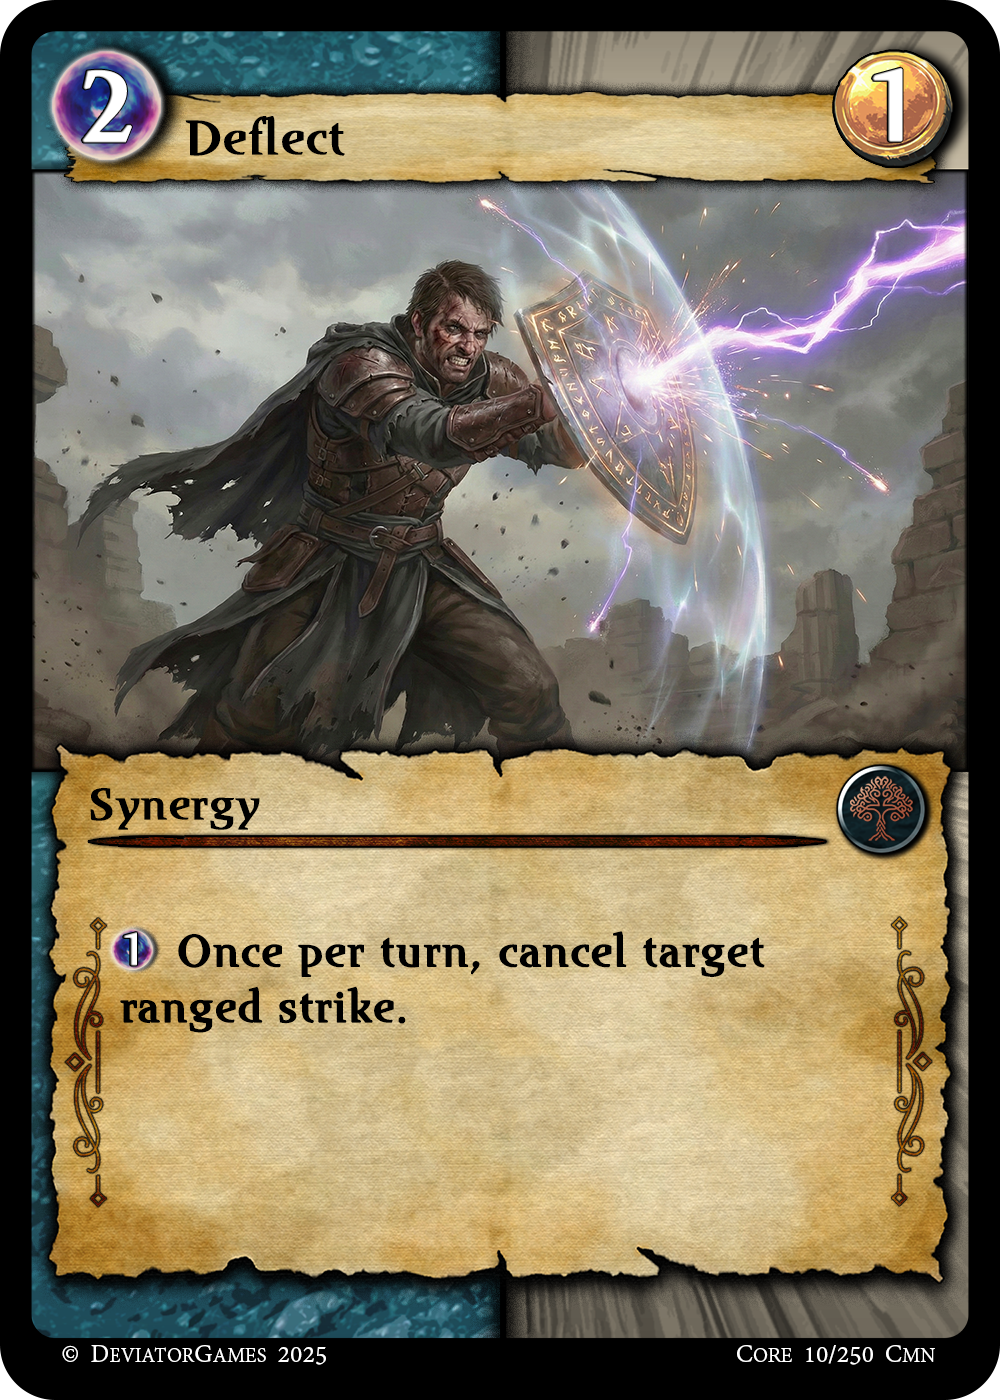 2
Deflect
1
Synergy
1 Once per turn, cancel target
ranged strike.
© DeviatorGames 2025
Core 10/250 Cmn